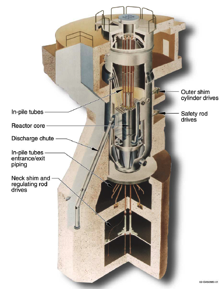 Outer shim
cylinder drives
In-pile tubes
Safety rod
drives
Reactor core
Discharge chute
In-pile tubes
entrance/exit
piping
Neck shim and
regulating rod
drives